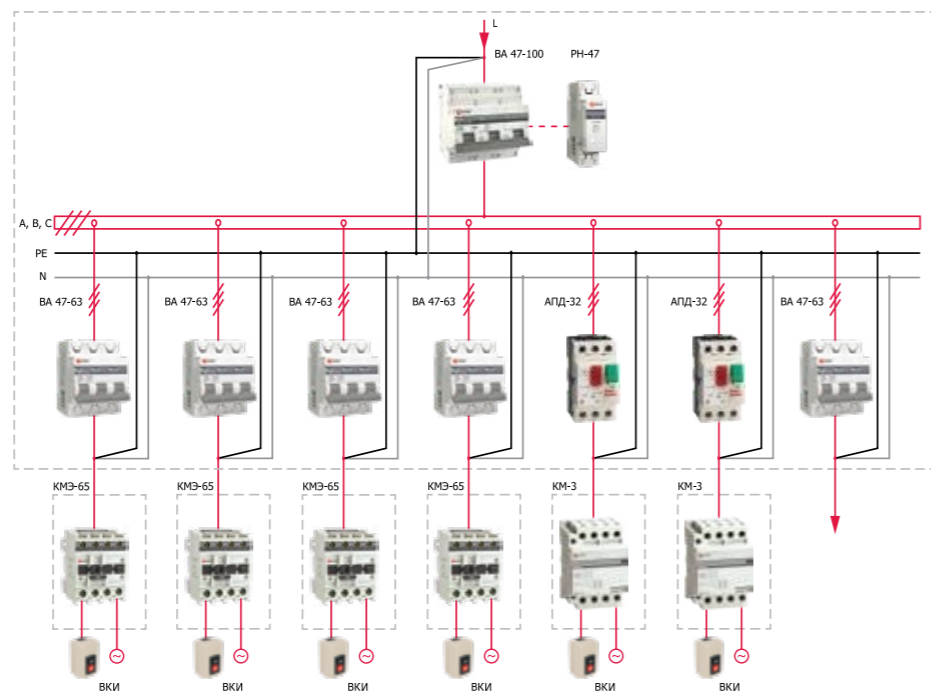 L
ВА 47-100 РН-47
А, В, С
PE
N
ВА 47-63 ВА 47-63 ВА 47-63 ВА 47-63 АПД-32 АПД-32 ВА 47-63
КМЭ-65 КМЭ-65 КМЭ-65 КМЭ-65 КМ-3 КМ-3
~ ~ ~ ~ ~ ~
ВКИ ВКИ ВКИ ВКИ ВКИ ВКИ